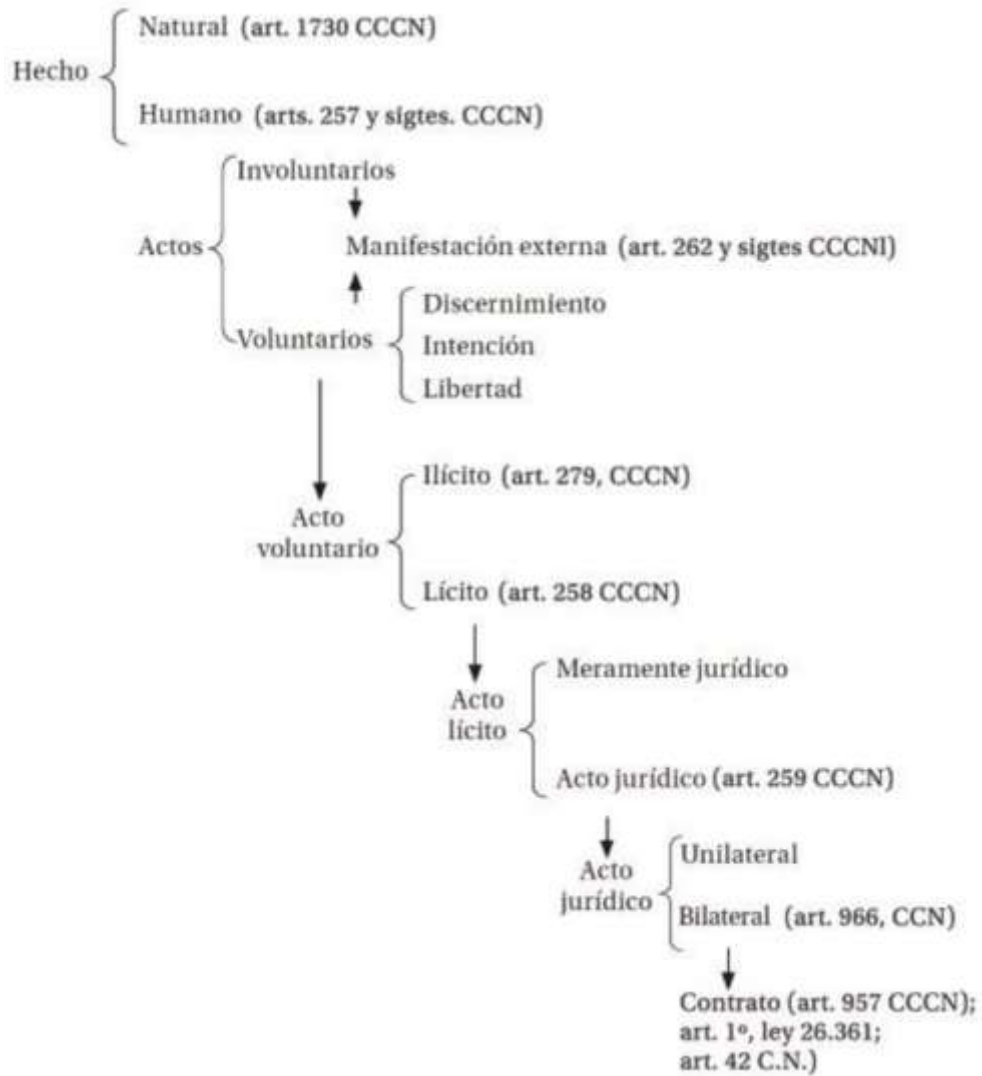 Natural (art. 1730 CCCN)
Hecho
Humano (arts. 257 y sigtes. CCCN)
Involuntarios
Actos
Manifestación externa (art. 262 y sigtes CCCNl)
Discernimiento
Voluntarios
Intención
Libertad
Ilícito (art. 279, CCCN)
Acto
voluntario
Lícito (art. 258 CCCN)
Meramente jurídico
Acto
lícito
Acto jurídico (art. 259 CCCN)
Unilateral
Acto
jurídico
Bilateral (art. 966, CCN)
Contrato (art. 957 CCCN);
art. 1º, ley 26.361;
art. 42 C.N.)